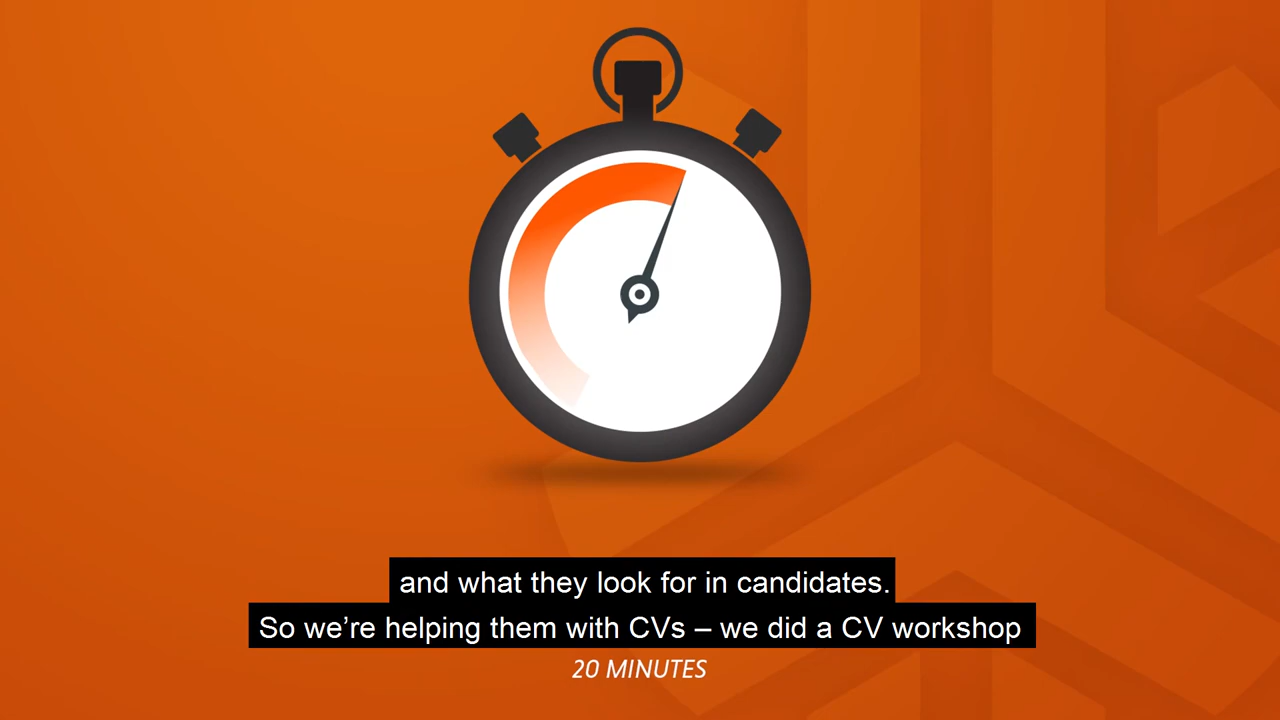 and what they look for in candidates.
So we’re helping them with CVs – we did a CV workshop
20 MINUTES